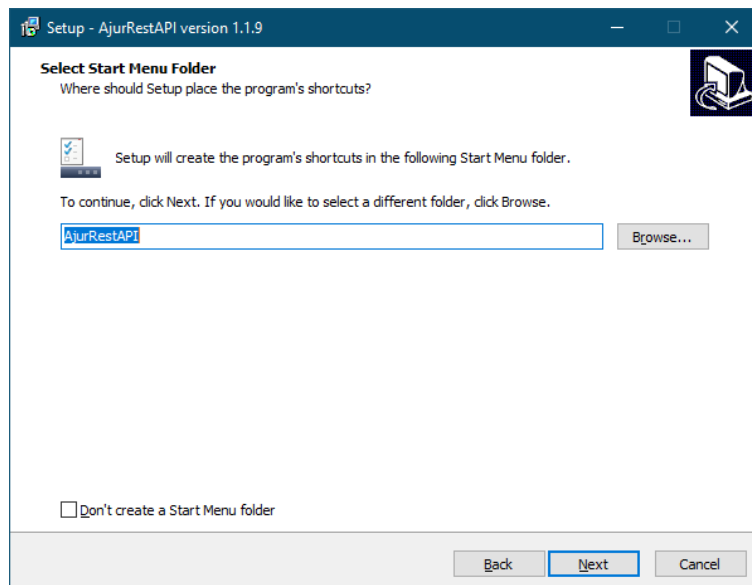 Setup - AjurRestAPI version 1.1.9
Select Start Menu Folder
Where should Setup place the program's shortcuts?
Setup will create the program's shortcuts in the following Start Menu folder.
To continue, click Next. If you would like to select a different folder, click Browse.
AjurRestAPI
Browse...
Don't create a Start Menu folder
Back
Next
Cancel